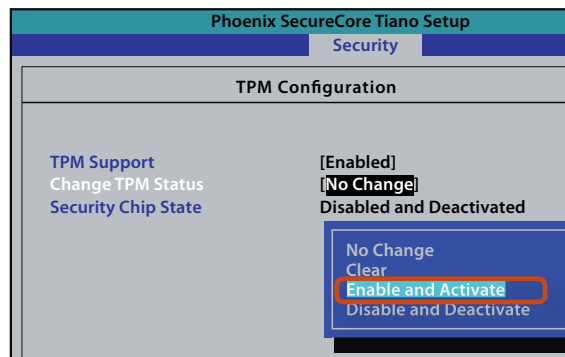 Phoenix SecureCore Tiano Setup
Security
TPM Configuration
TPM Support [Enabled]
Change TPM Status [No Change]
Security Chip State Disabled and Deactivated
No Change
Clear
Enable and Activate
Disable and Deactivate